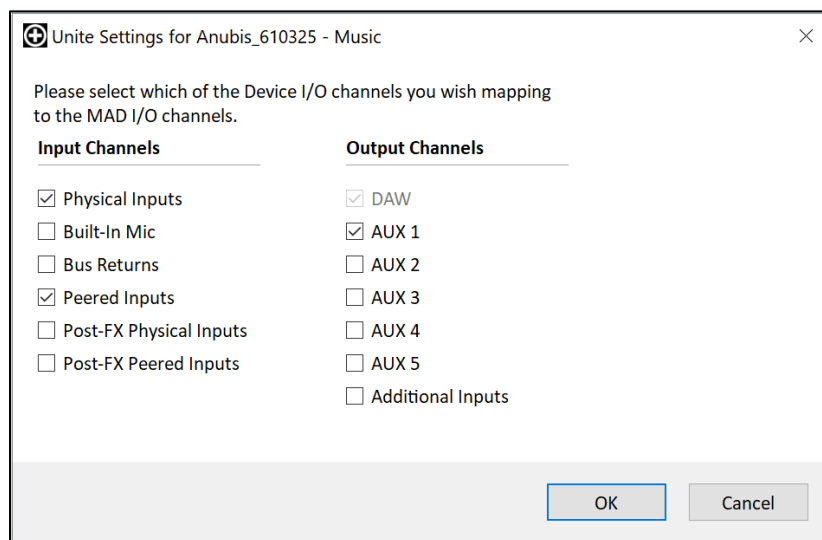 Unite Settings for Anubis_610325 - Music
Please select which of the Device I/O channels you wish mapping
to the MAD I/O channels.
Input Channels
Physical Inputs
Built-In Mic
Bus Returns
Peered Inputs
Post-FX Physical Inputs
Post-FX Peered Inputs
Output Channels
DAW
AUX 1
AUX 2
AUX 3
AUX 4
AUX 5
Additional Inputs
OK
Cancel